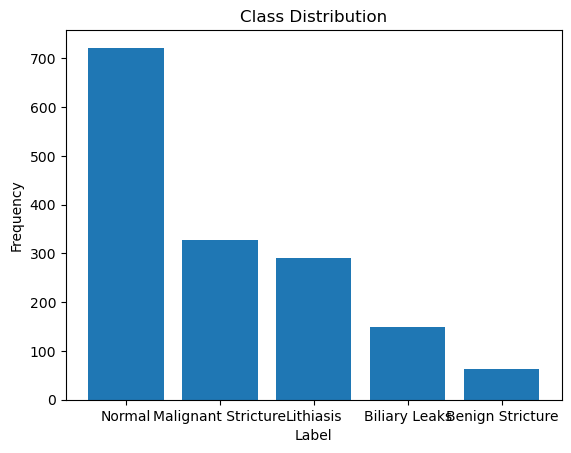 Class Distribution
700
600
500
400
300
200
100
0
Frequency
Normal Malignant Stricture Lithiasis Biliary Leaks Benign Stricture
Label